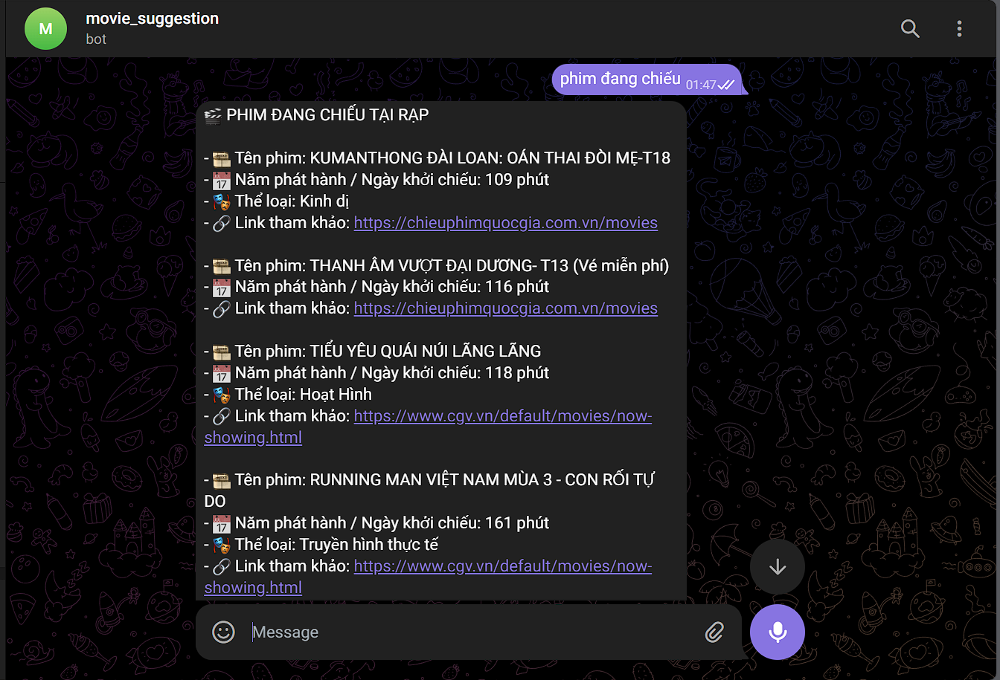 M
movie_suggestion
bot
phim đang chiếu 01:47
PHIM ĐANG CHIẾU TẠI RẠP
- Tên phim: KUMANTHONG ĐÀI LOAN: OÁN THAI ĐÒI MẸ-T18
- 17 Năm phát hành / Ngày khởi chiếu: 109 phút
- Thể loại: Kinh dị
- Link tham khảo: https://chieuphimquocgia.com.vn/movies
- Tên phim: THANH ÂM VƯỢT ĐẠI DƯƠNG- T13 (Vé miễn phí)
- 17 Năm phát hành / Ngày khởi chiếu: 116 phút
- Link tham khảo: https://chieuphimquocgia.com.vn/movies
- Tên phim: TIỂU YÊU QUÁI NÚI LÃNG LÃNG
- 17 Năm phát hành / Ngày khởi chiếu: 118 phút
- Thể loại: Hoạt Hình
- Link tham khảo: https://www.cgv.vn/default/movies/now-
showing.html
- Tên phim: RUNNING MAN VIỆT NAM MÙA 3 - CON RỐI TỰ
DO
- 17 Năm phát hành / Ngày khởi chiếu: 161 phút
- Thể loại: Truyền hình thực tế
- Link tham khảo: https://www.cgv.vn/default/movies/now-
showing.html
Message